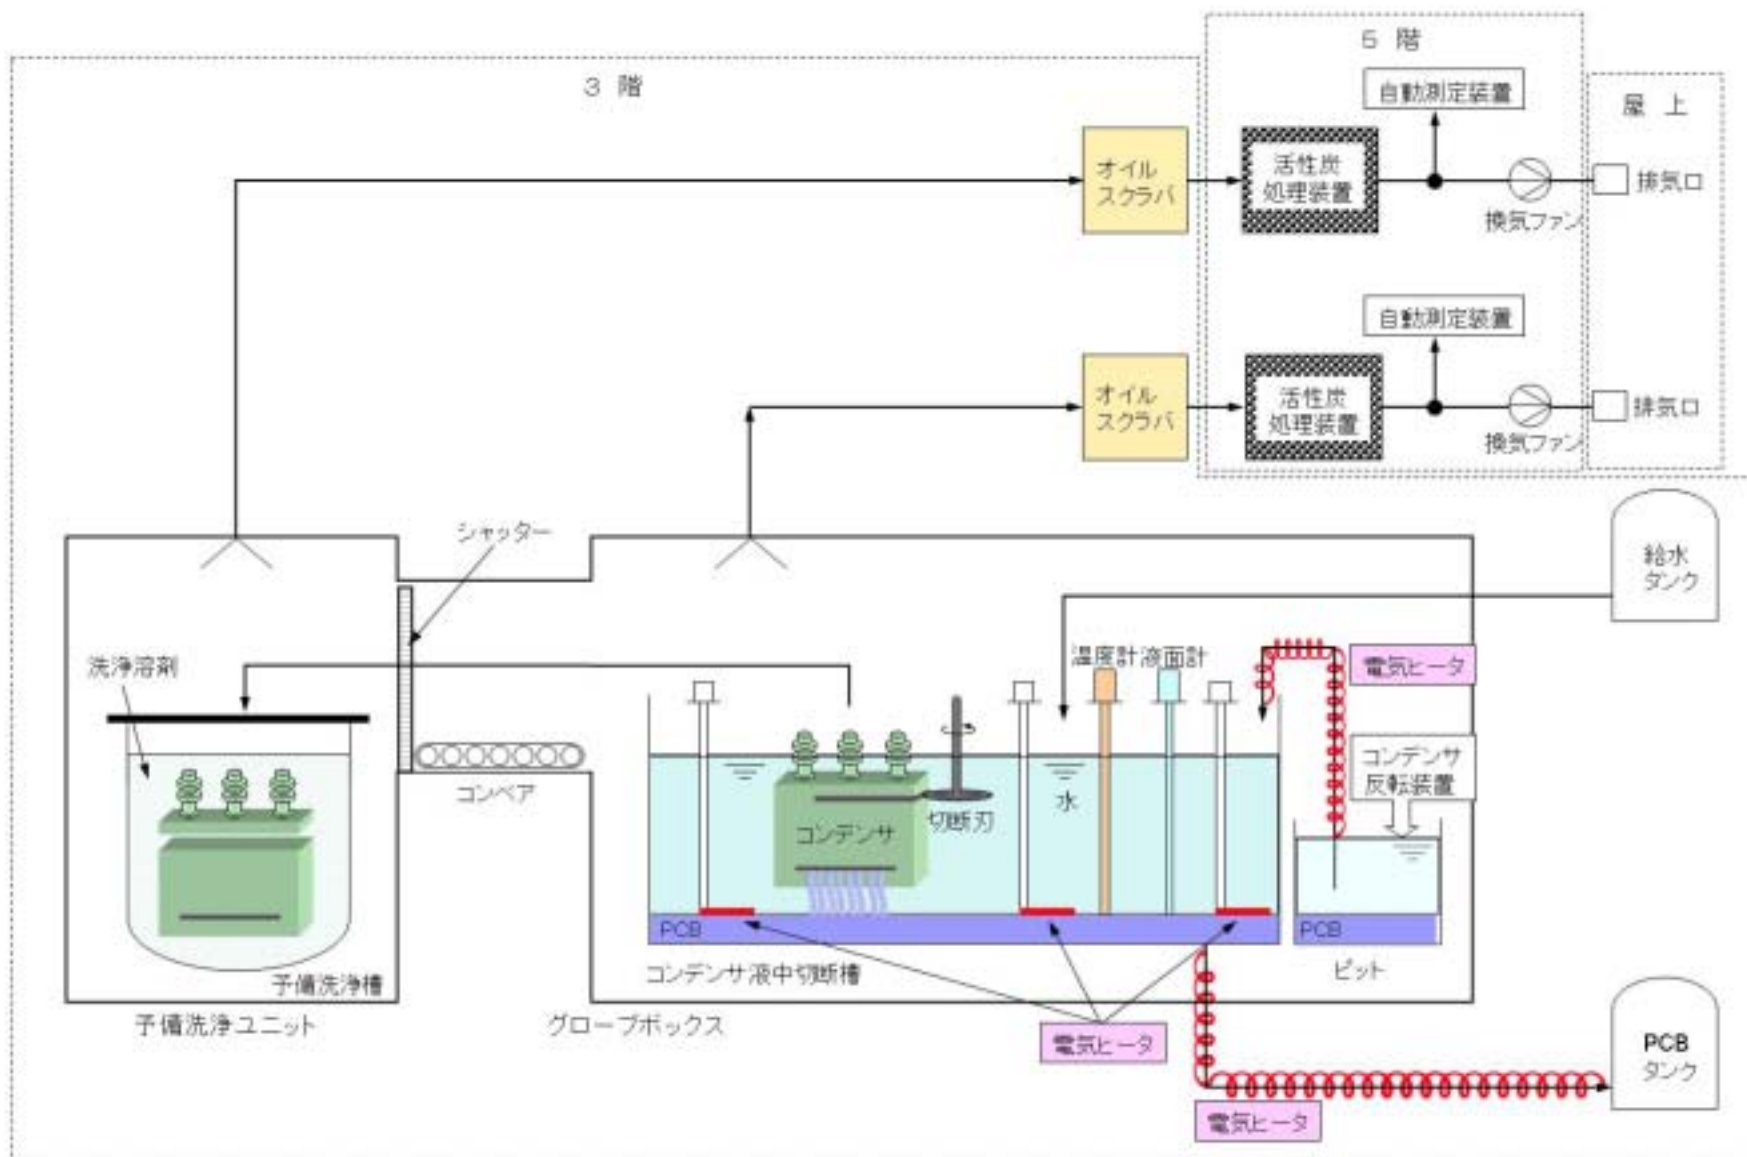 3 階
5 階
屋 上
自動測定装置
オイル
スクラバ
活性炭
処理装置
換気ファン
排気口
自動測定装置
オイル
スクラバ
活性炭
処理装置
換気ファン
排気口
シャッター
給水
タンク
洗浄溶剤
温度計
液面計
電気ヒータ
コンデンサ
反転装置
コンベア
コンデンサ
切断刃
水
PCB
PCB
コンデンサ液中切断槽
ピット
予備洗浄槽
予備洗浄ユニット
グローブボックス
電気ヒータ
PCB
タンク
電気ヒータ